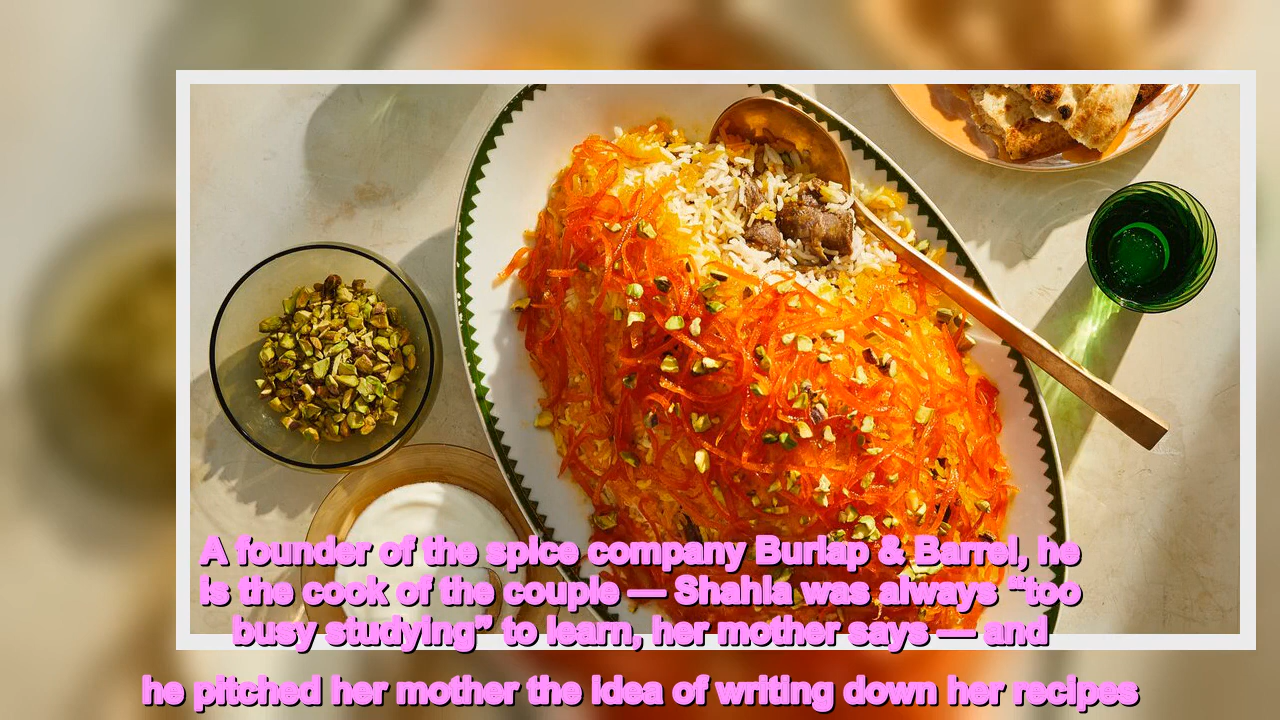 A founder of the spice company Burlap & Barrel, he
is the cook of the couple — Shahla was always “too
busy studying” to learn, her mother says — and
he pitched her mother the idea of writing down her recipes